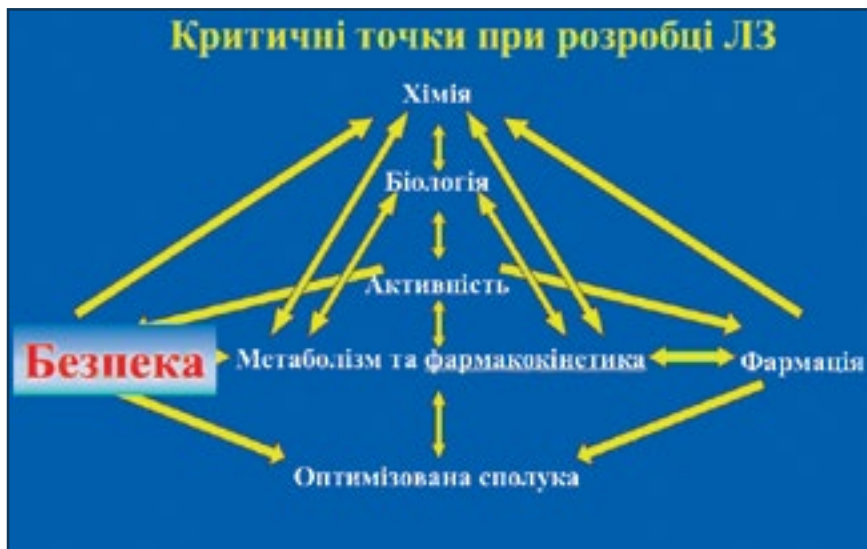 Критичні точки при розробці ЛЗ
Хімія
Біологія
Активність
Безпека
Метаболізм та фармакокінетика
Фармація
Оптимізована сполука